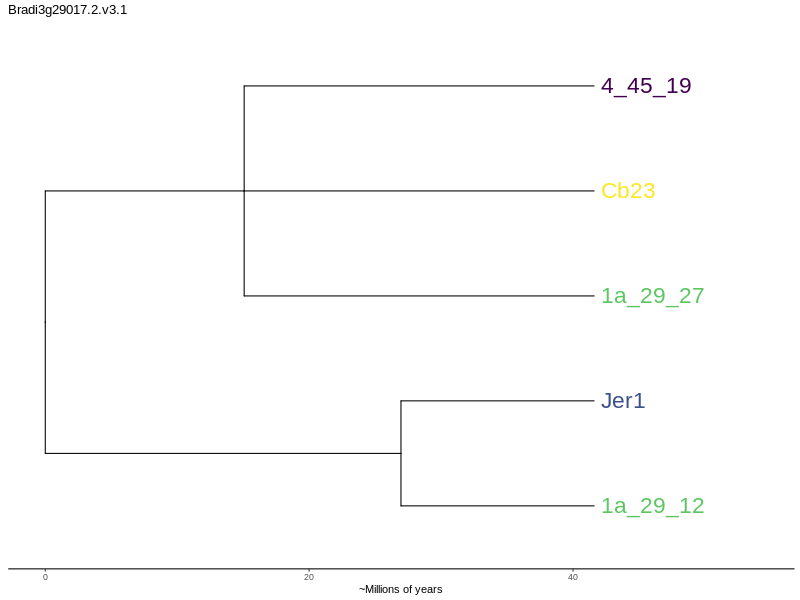 Bradi3g29017.2.v3.1
4_45_19
Cb23
1a_29_27
Jer1
1a_29_12
0 20 40
~Millions of years